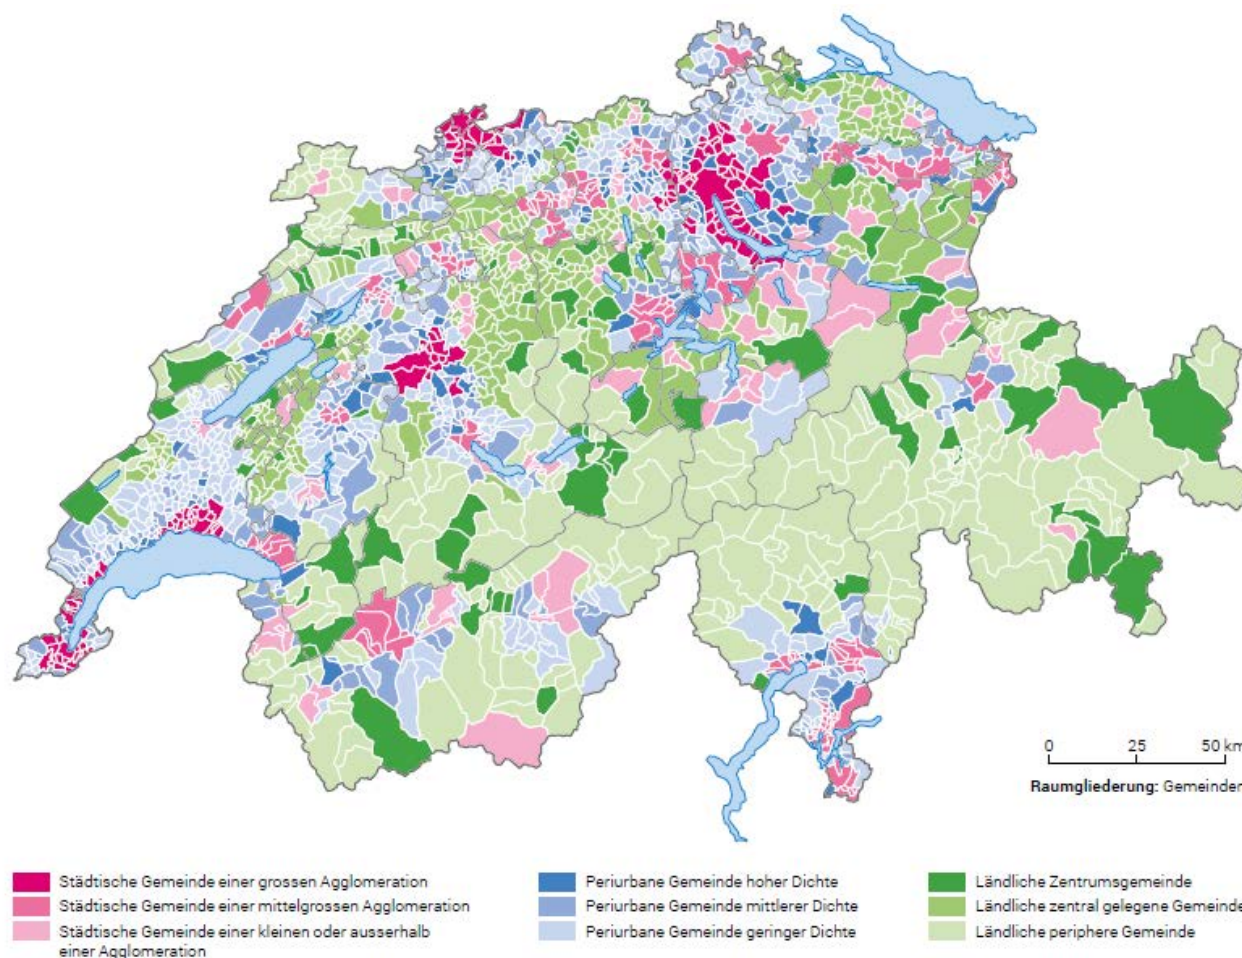 0 25 50 km
Raumgliederung: Gemeinden
Städtische Gemeinde einer grossen Agglomeration
Städtische Gemeinde einer mittelgrossen Agglomeration
Städtische Gemeinde einer kleinen oder ausserhalb
einer Agglomeration
Periurbane Gemeinde hoher Dichte
Periurbane Gemeinde mittlerer Dichte
Periurbane Gemeinde geringer Dichte
Ländliche Zentrumsgemeinde
Ländliche zentral gelegene Gemeinde
Ländliche periphere Gemeinde